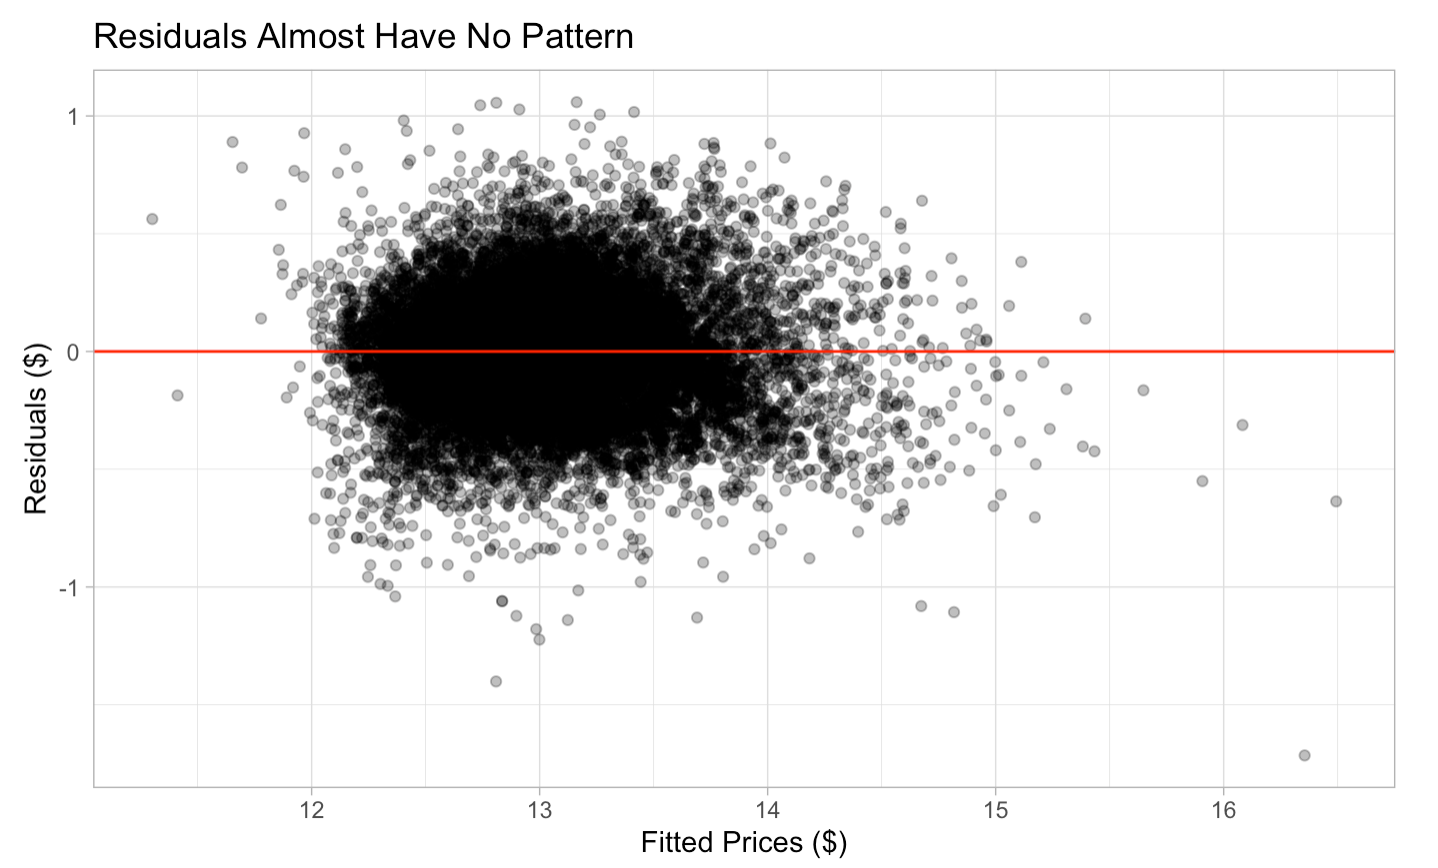 Residuals Almost Have No Pattern
1
0
-1
Residuals ($)
12 13 14 15 16
Fitted Prices ($)